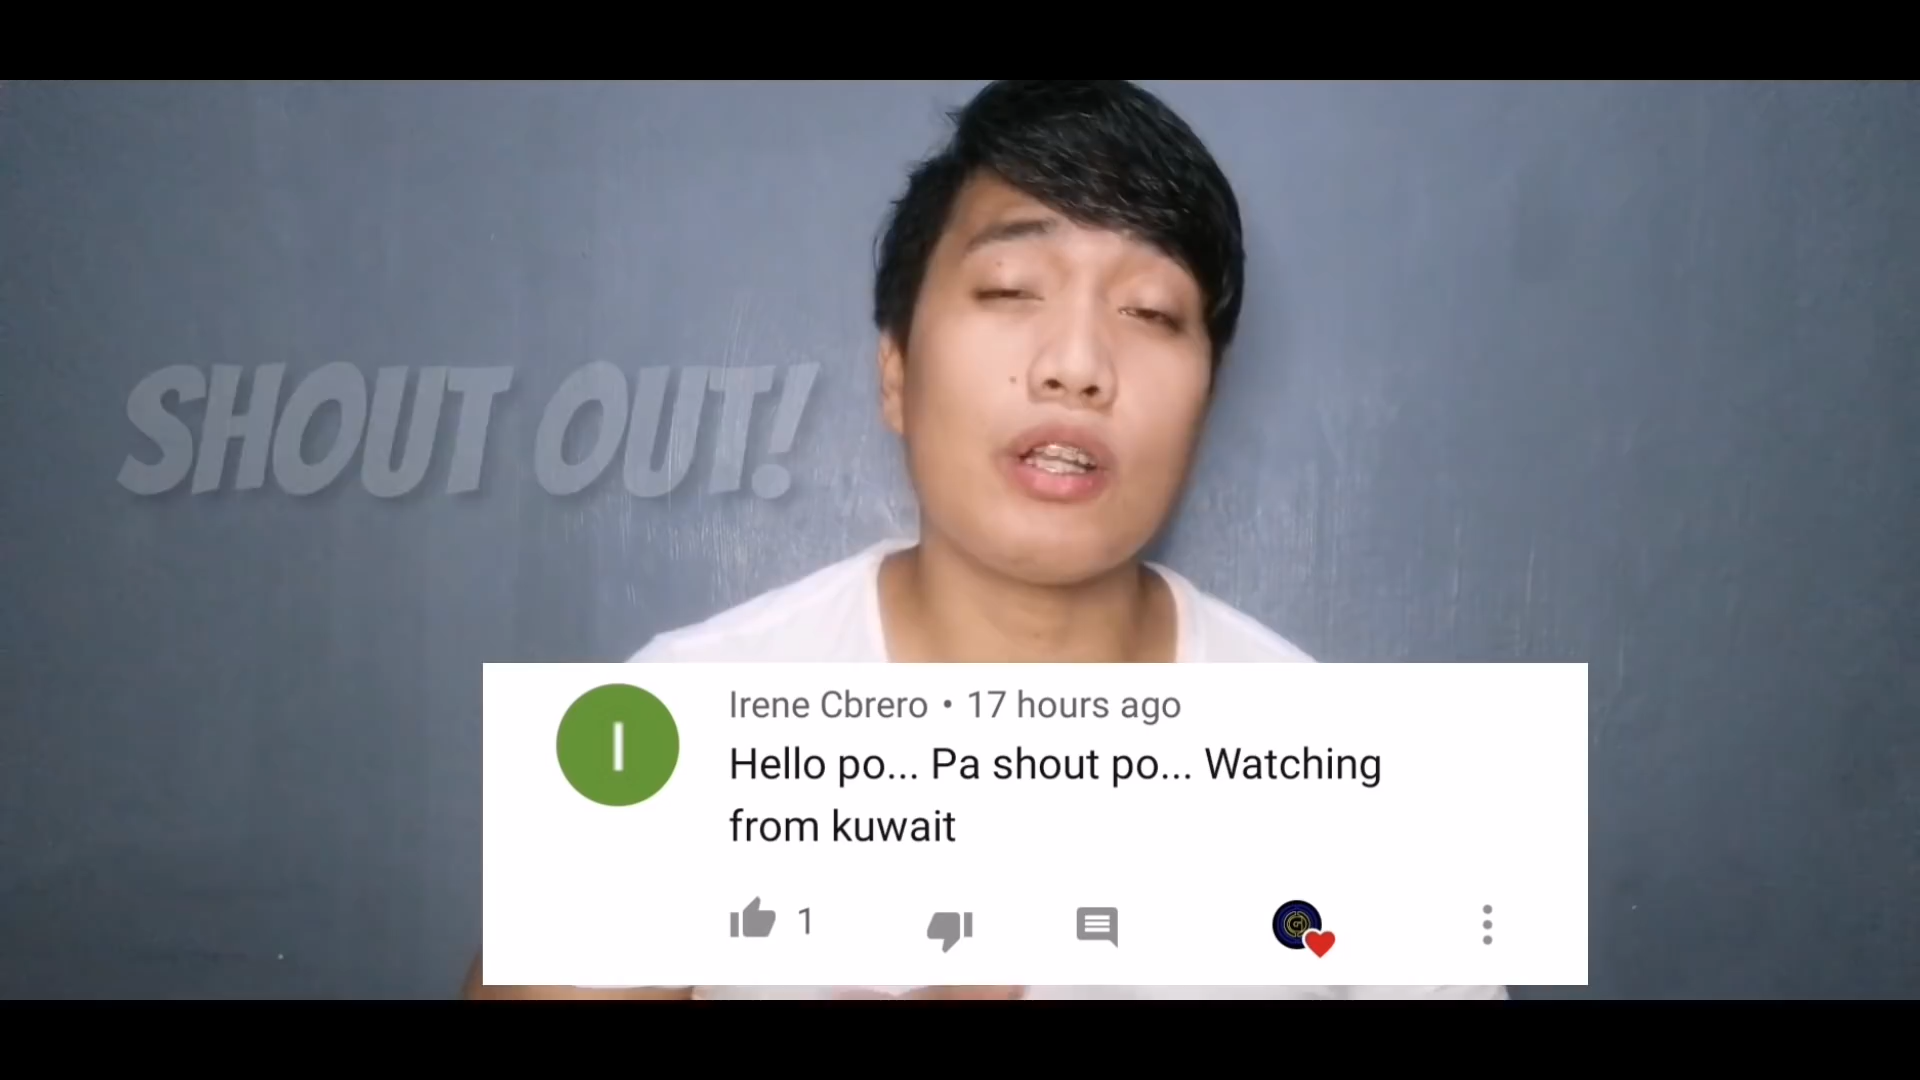 SHOUT OUT!
I
Irene Cbrero • 17 hours ago
Hello po... Pa shout po... Watching
from kuwait
1